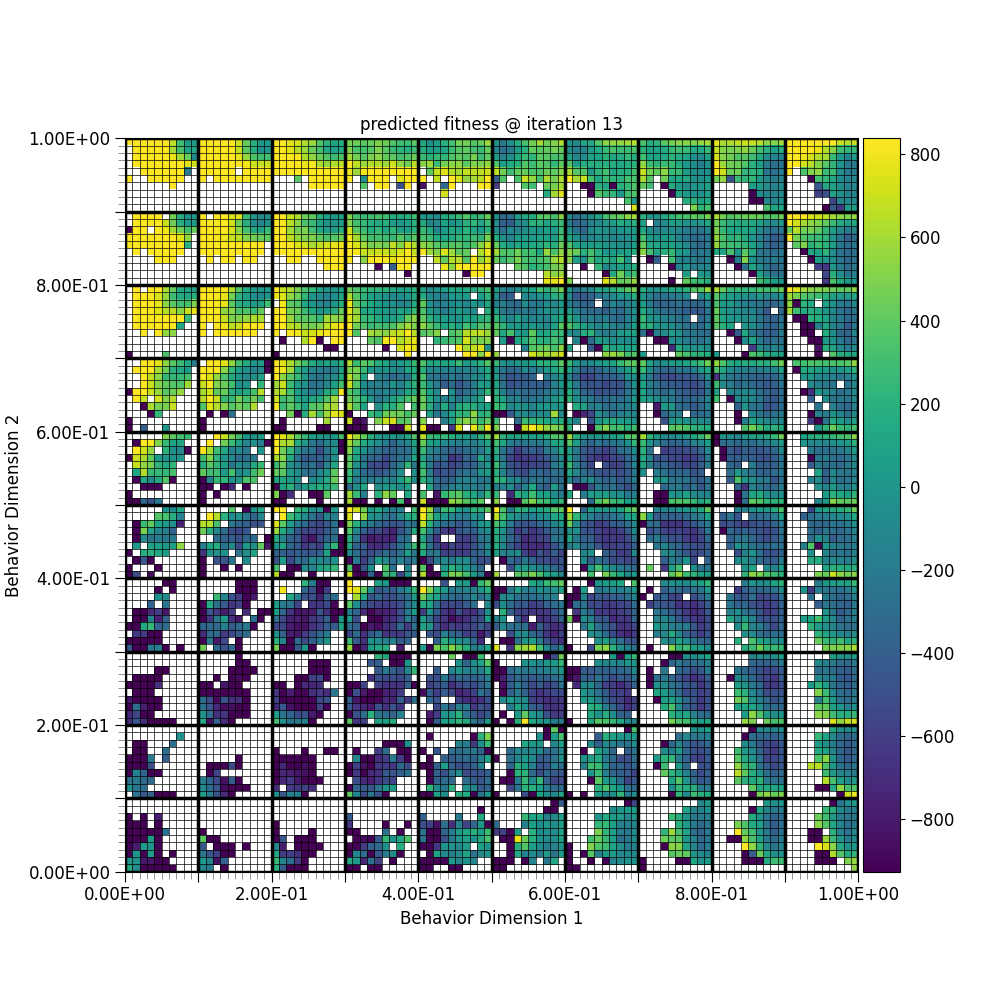 predicted fitness @ iteration 13
1.00E+00
8.00E-01
6.00E-01
4.00E-01
2.00E-01
0.00E+00
Behavior Dimension 2
0.00E+00 2.00E-01 4.00E-01 6.00E-01 8.00E-01 1.00E+00
Behavior Dimension 1
800
600
400
200
0
−200
−400
−600
−800